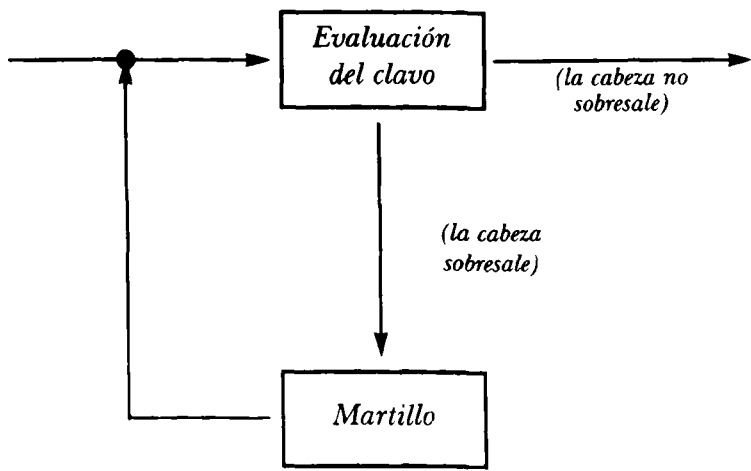 Evaluación
del clavo
(la cabeza no
sobresale)
(la cabeza
sobresale)
Martillo